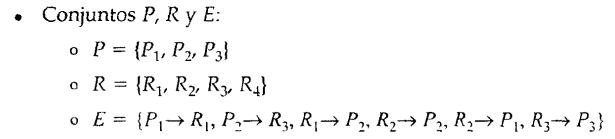 • Conjuntos P, R y E:
o P = {P₁, P₂, P₃}
o R = {R₁, R₂, R₃, R₄}
o E = {P₁→ R₁, P₂→ R₃, R₁→ P₂, R₂→ P₂, R₂→ P₁, R₃→ P₃}